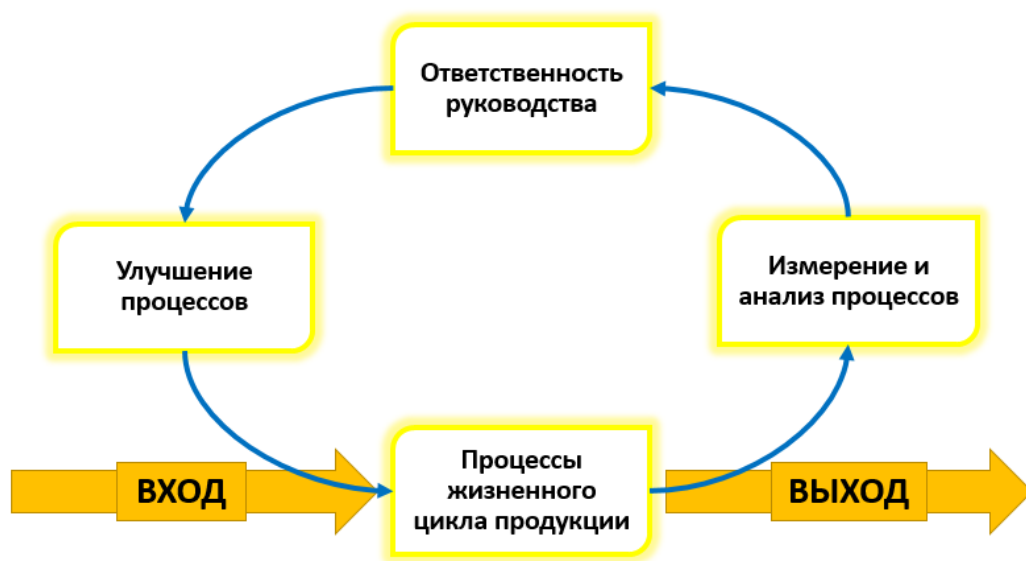 Ответственность
руководства
Улучшение
процессов
Измерение и
анализ процессов
ВХОД
Процессы
жизненного
цикла продукции
ВЫХОД